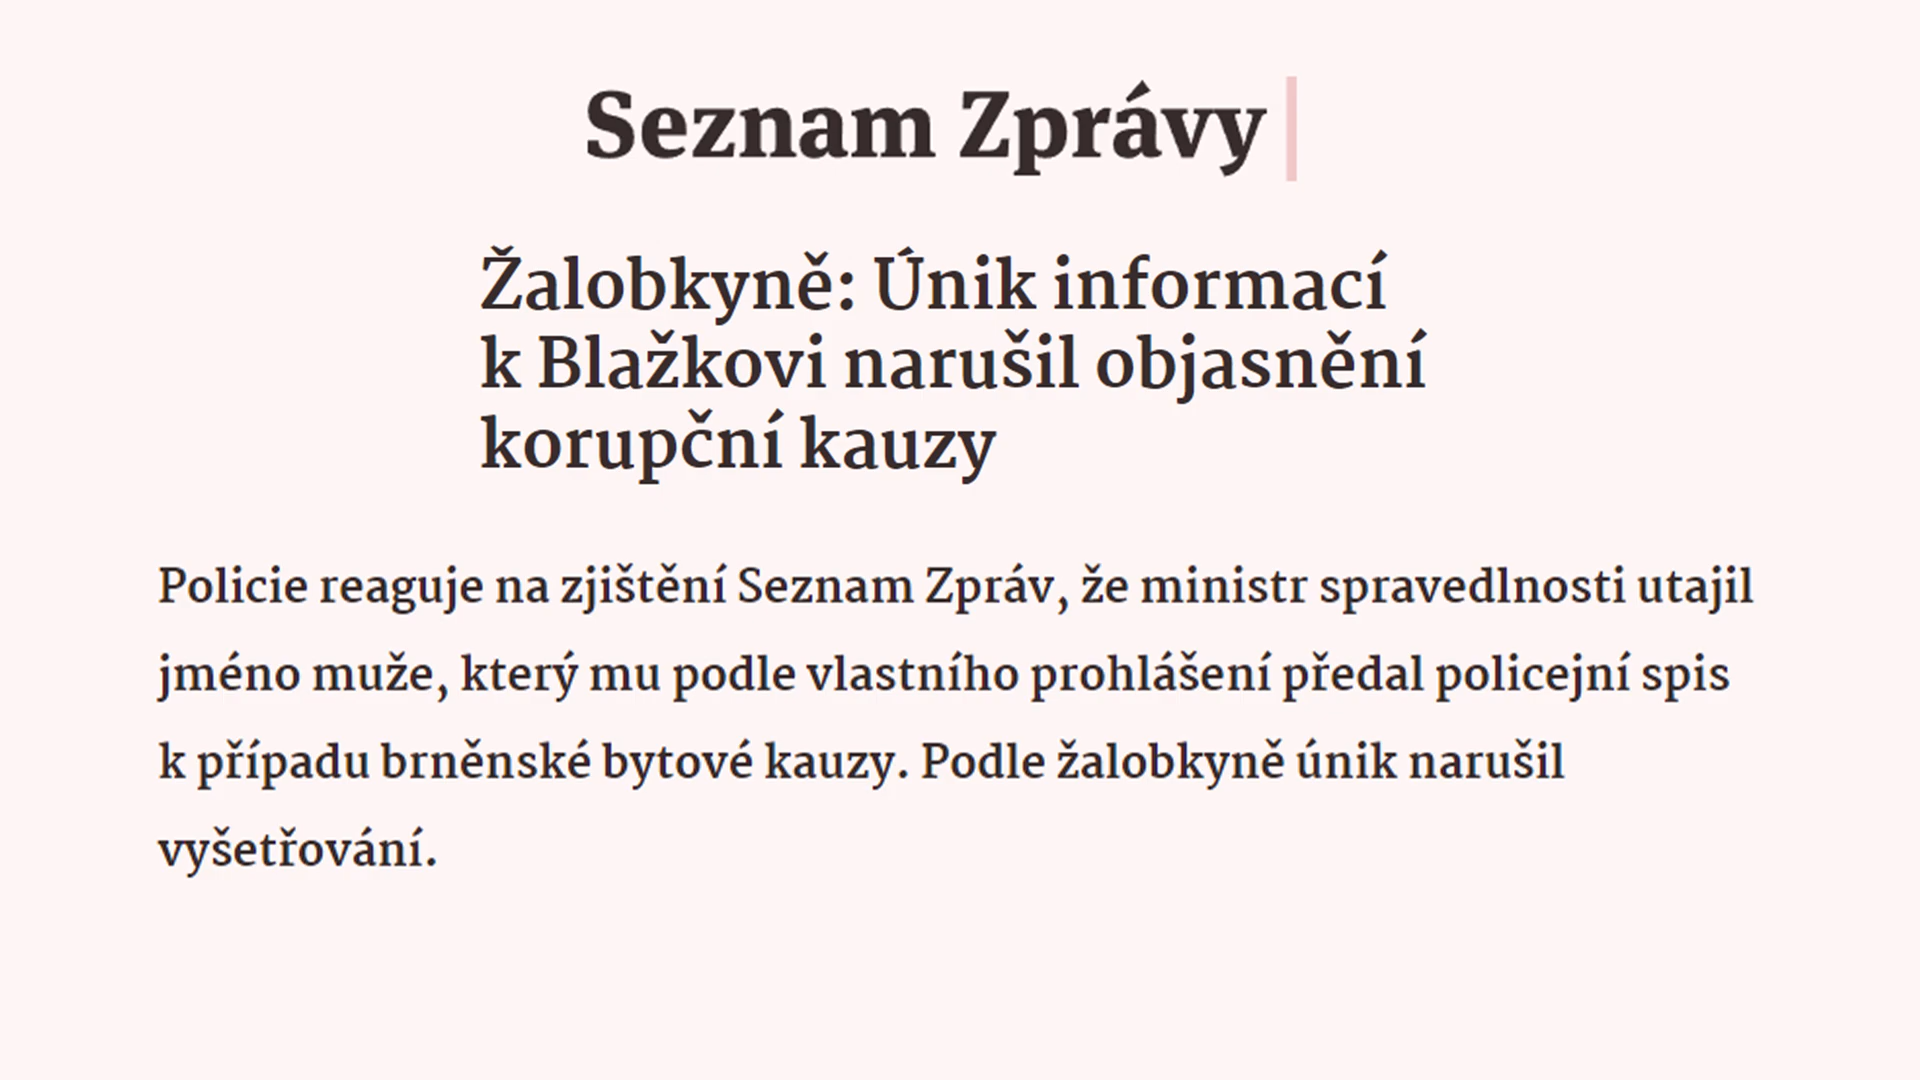 Seznam Zprávy
Žalobkyně: Únik informací
k Blažkovi narušil objasnění
korupční kauzy
Policie reaguje na zjištění Seznam Zpráv, že ministr spravedlnosti utajil
jméno muže, který mu podle vlastního prohlášení předal policejní spis
k případu brněnské bytové kauzy. Podle žalobkyně únik narušil
vyšetřování.